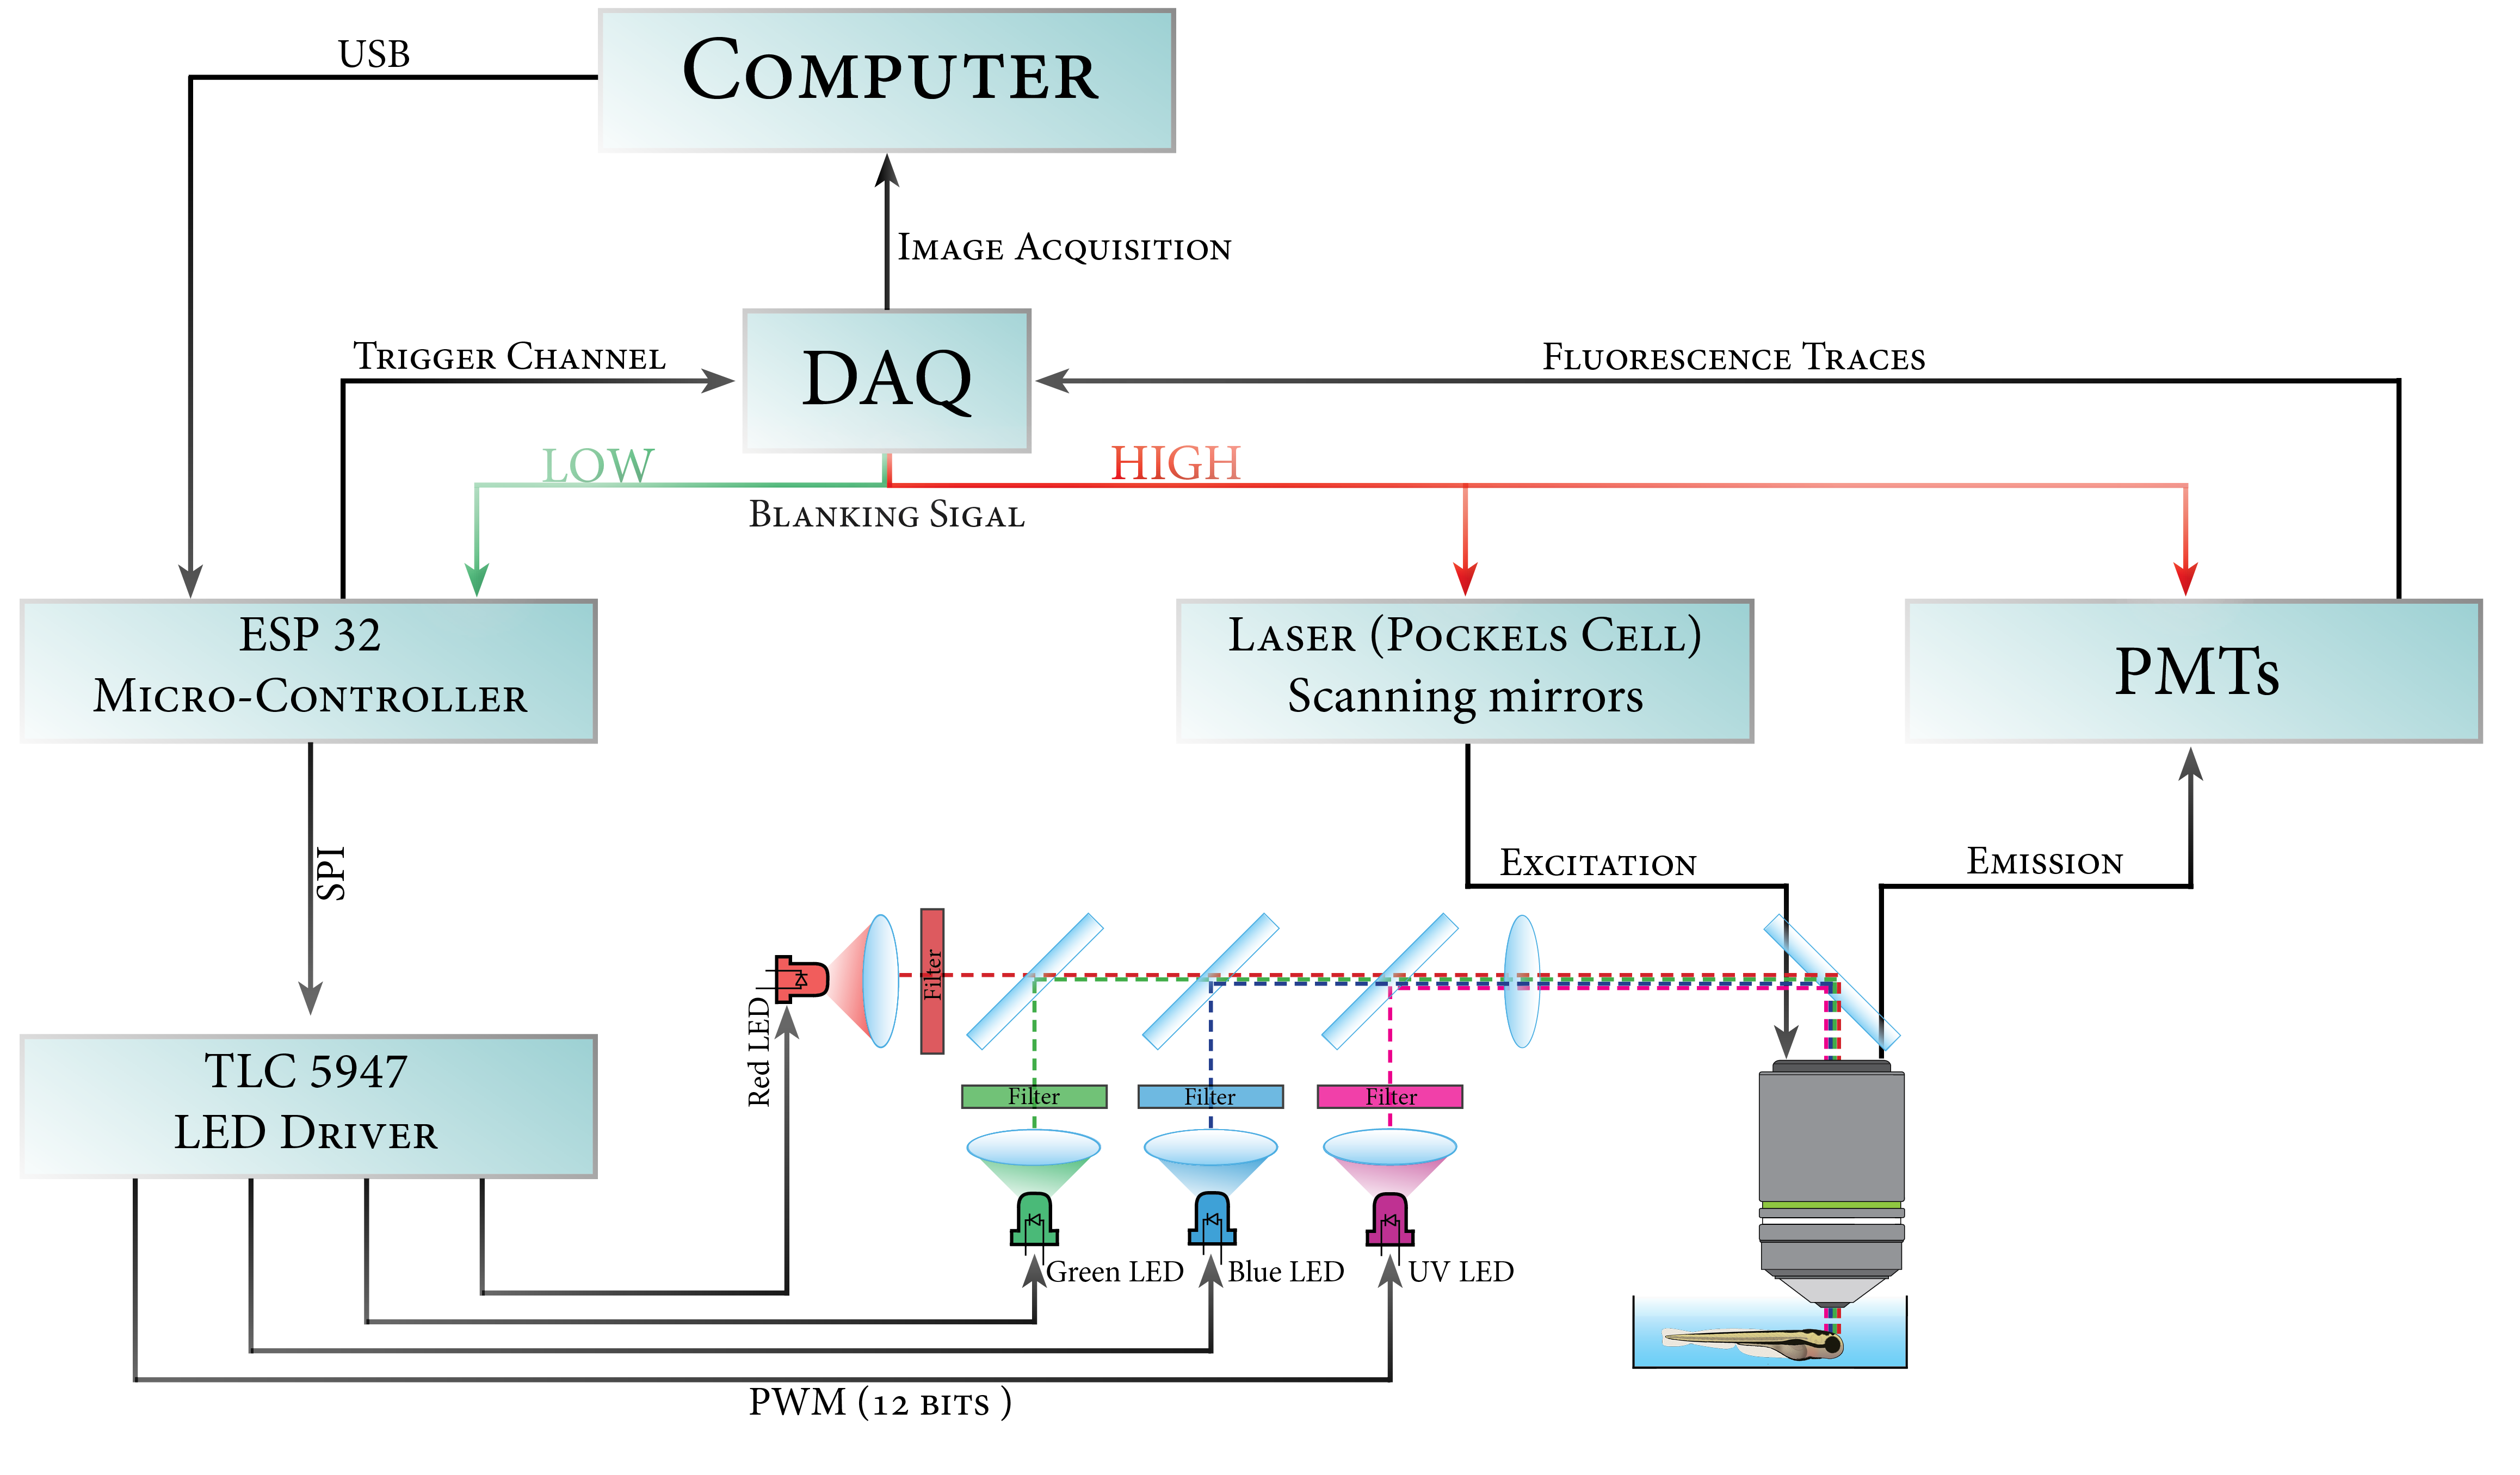 USB
Computer
Image Acquisition
Trigger Channel
DAQ
Fluorescence Traces
LOW
HIGH
Blanking Sigal
ESP 32
Micro-Controller
Laser (Pockels Cell)
Scanning mirrors
PMTs
SPI
Excitation
Emission
Filter
Red LED
TLC 5947
LED Driver
Filter
Filter
Filter
Green LED
Blue LED
UV LED
PWM (12 bits )